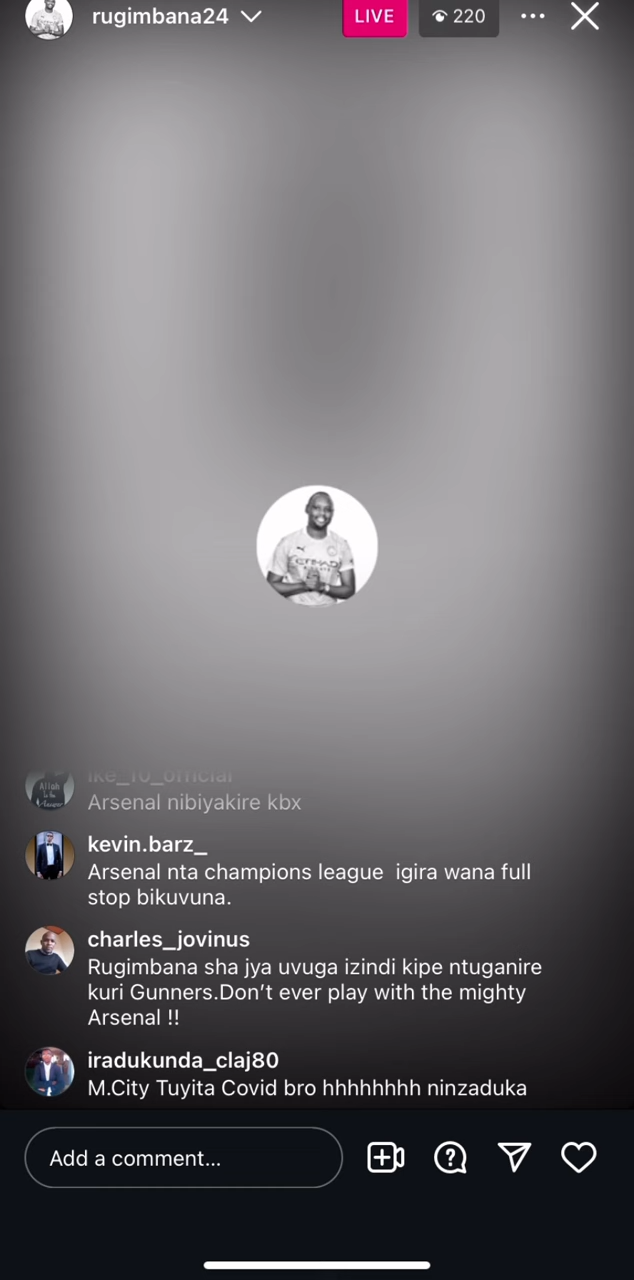 rugimbana24
LIVE
220
ike_10_official
Arsenal nibiyakire kbx
kevin.barz_
Arsenal nta champions league igira wana full
stop bikuvuna.
charles_jovinus
Rugimbana sha jya uvuga izindi kipe ntuganire
kuri Gunners.Don't ever play with the mighty
Arsenal !!
iradukunda_claj80
M.City Tuyita Covid bro hhhhhhhh ninzaduka
Add a comment...